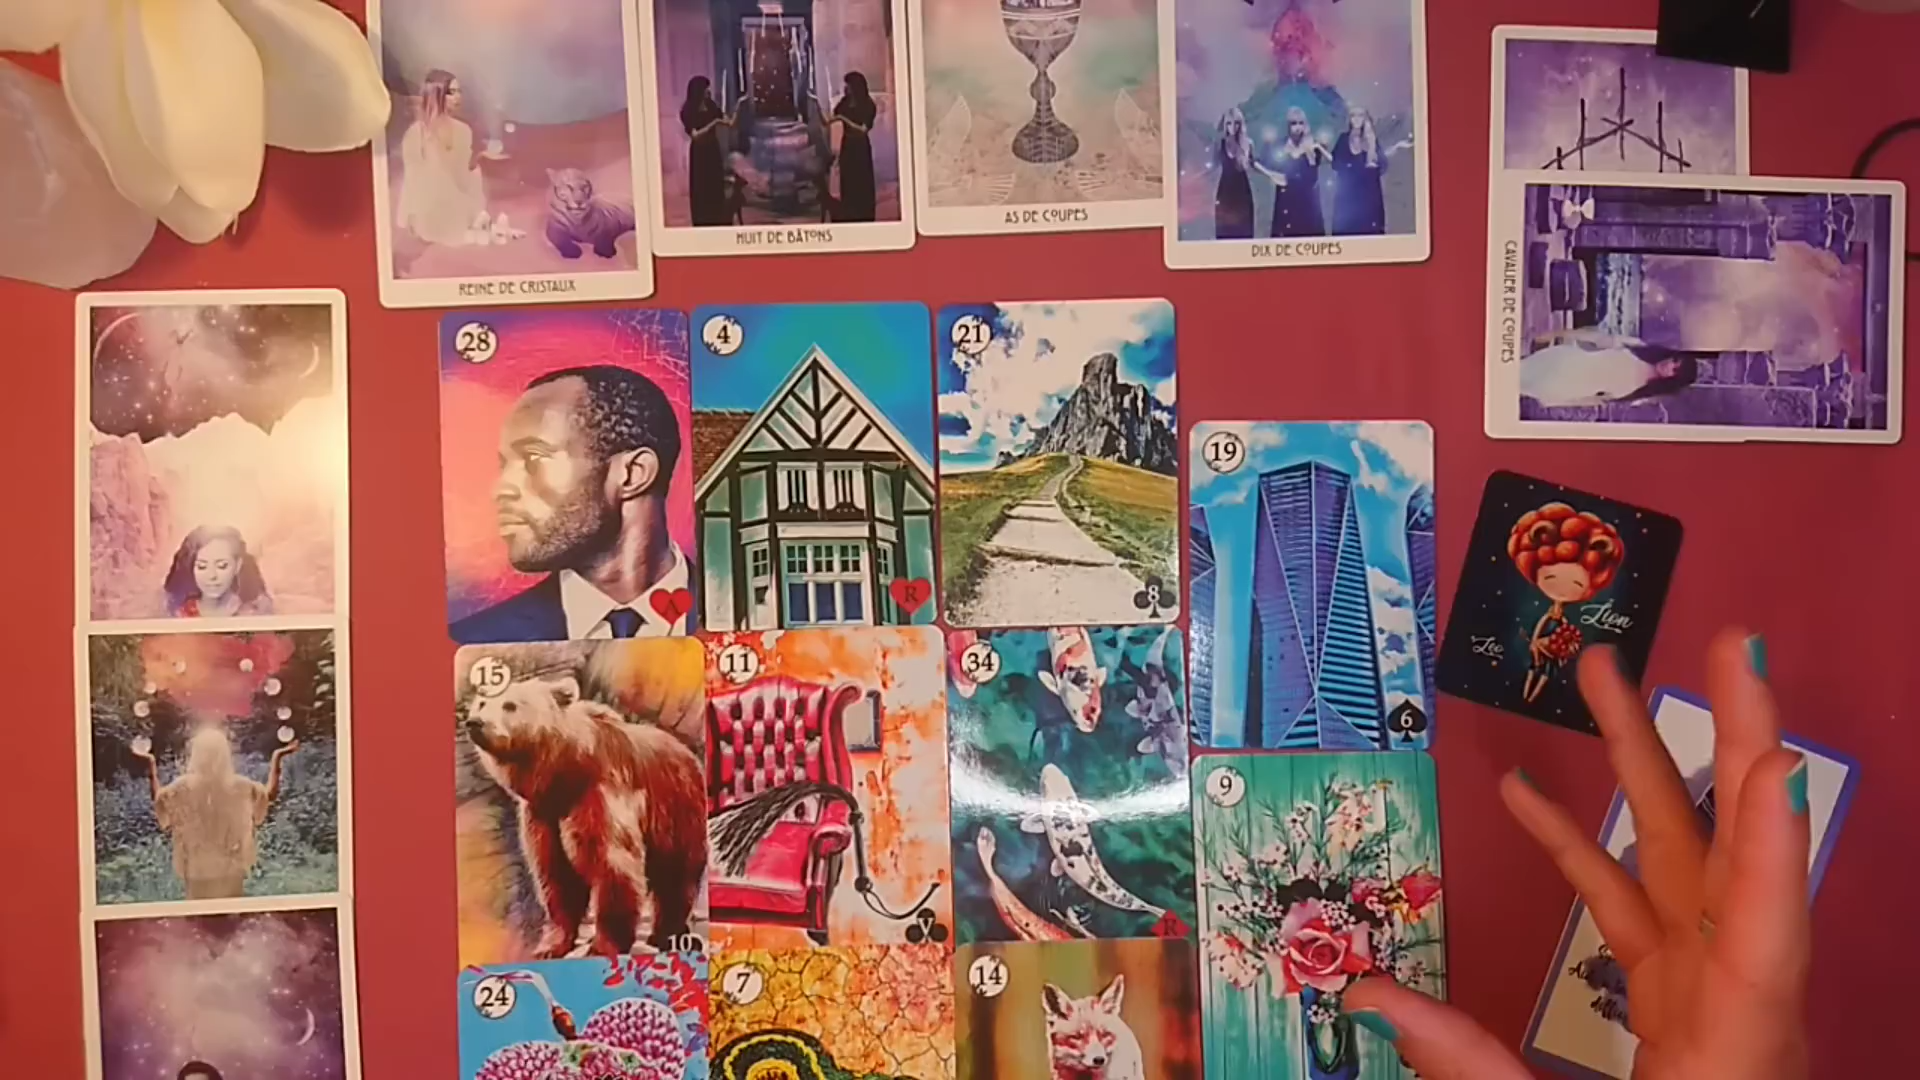 REINE DE CRISTAUX
HUIT DE BÂTONS
AS DE COUPES
DIX DE COUPES
CAVALIER DE COUPES
28
A
4
R
21
8
19
6
Lion
Leo
15
10
11
V
34
R
9
24
7
14